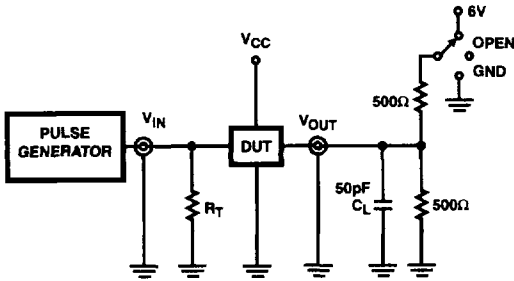 6V
OPEN
GND
VCC
500Ω
VIN
VOUT
PULSE
GENERATOR
DUT
50pF
CL
500Ω
RT